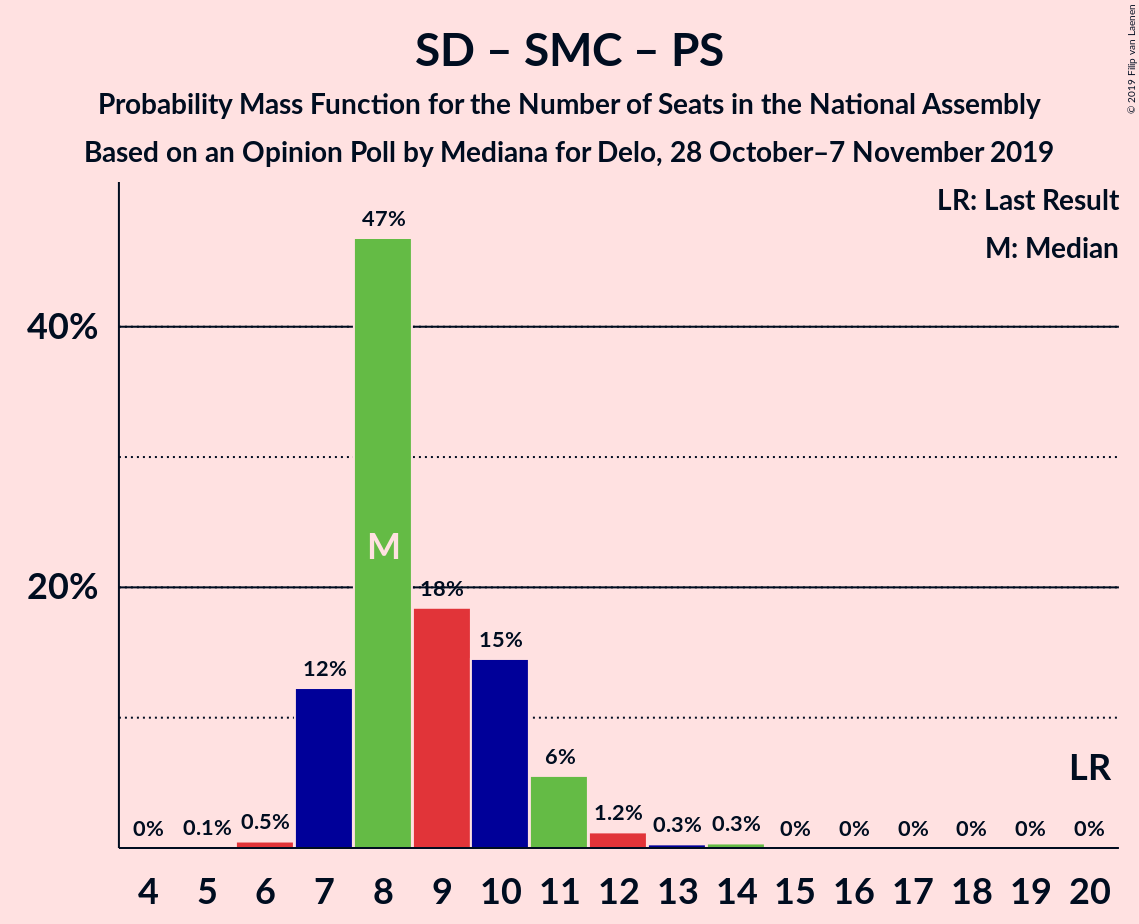 SD – SMC – PS
Probability Mass Function for the Number of Seats in the National Assembly
Based on an Opinion Poll by Mediana for Delo, 28 October–7 November 2019
© 2019 Filip van Laenen
LR: Last Result
M: Median
47%
40%
M
20%
18%
15%
12%
6%
LR
0%
0.1%
0.5%
1.2%
0.3%
0.3%
0%
0%
0%
0%
0%
0%
4 5 6 7 8 9 10 11 12 13 14 15 16 17 18 19 20